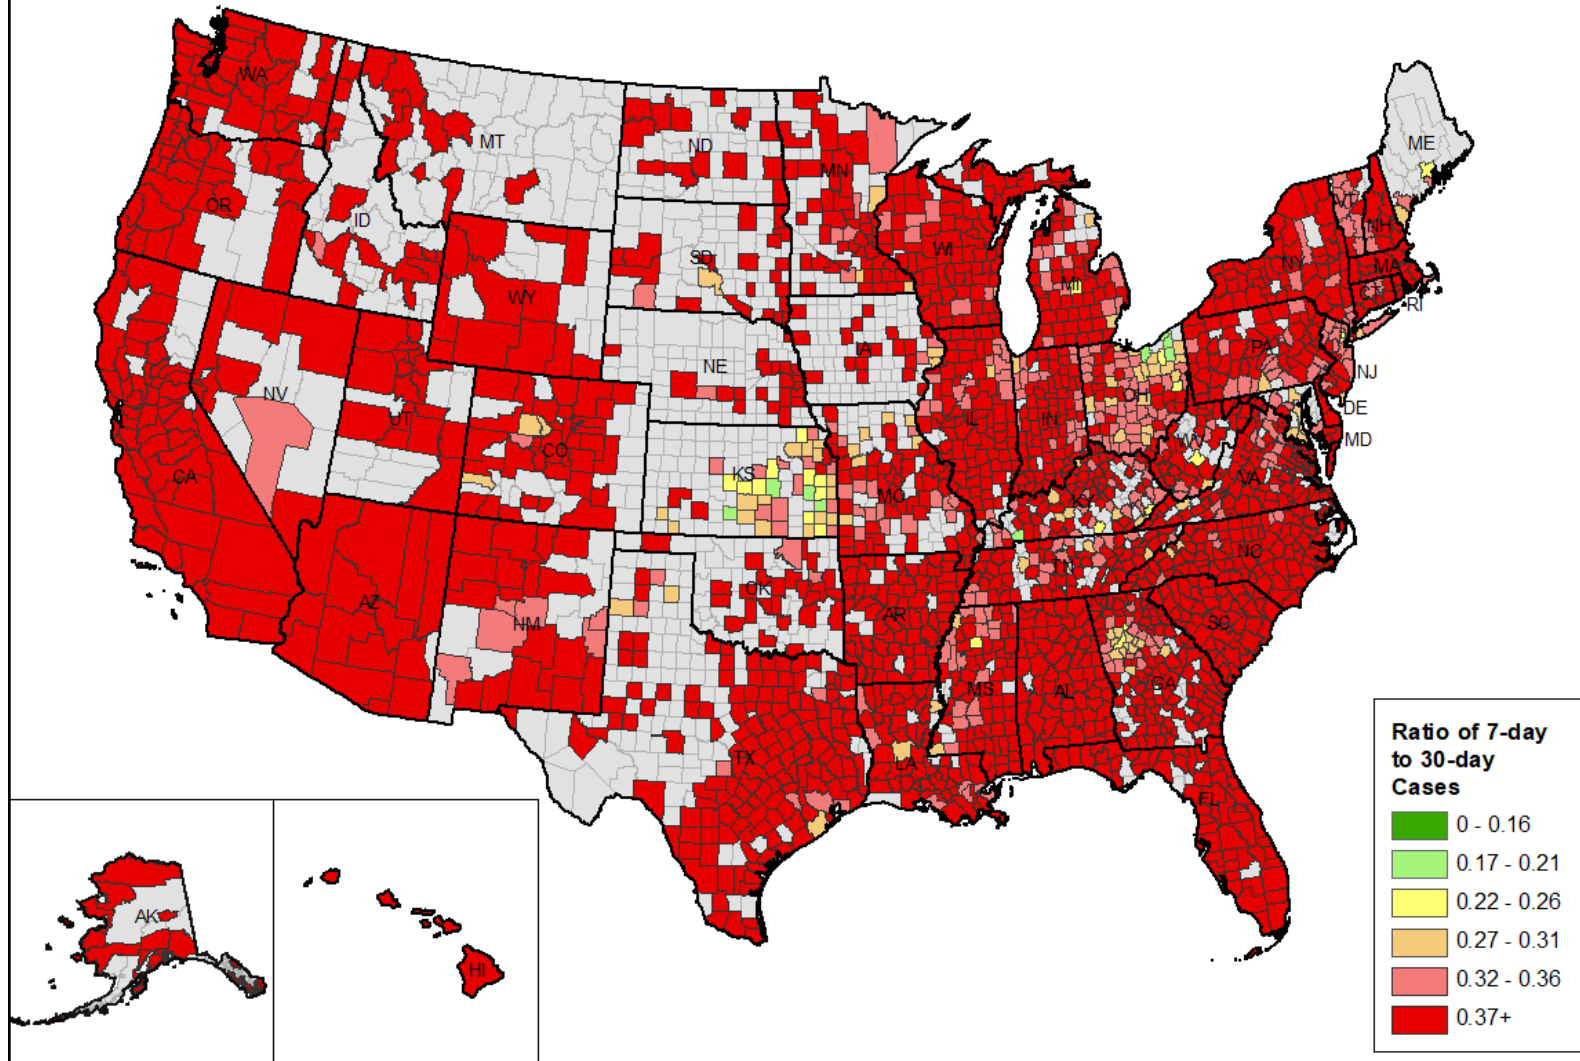 WA
MT
ND
MN
ME
OR
ID
SD
WI
VT
NH
NY
MA
CT
RI
WY
MI
IA
PA
NE
NJ
NV
UT
CO
IL
IN
OH
DE
MD
CA
KS
MO
WV
VA
KY
NC
TN
AZ
NM
OK
AR
SC
MS
AL
GA
TX
LA
FL
AK
HI
Ratio of 7-day
to 30-day
Cases
0 - 0.16
0.17 - 0.21
0.22 - 0.26
0.27 - 0.31
0.32 - 0.36
0.37+